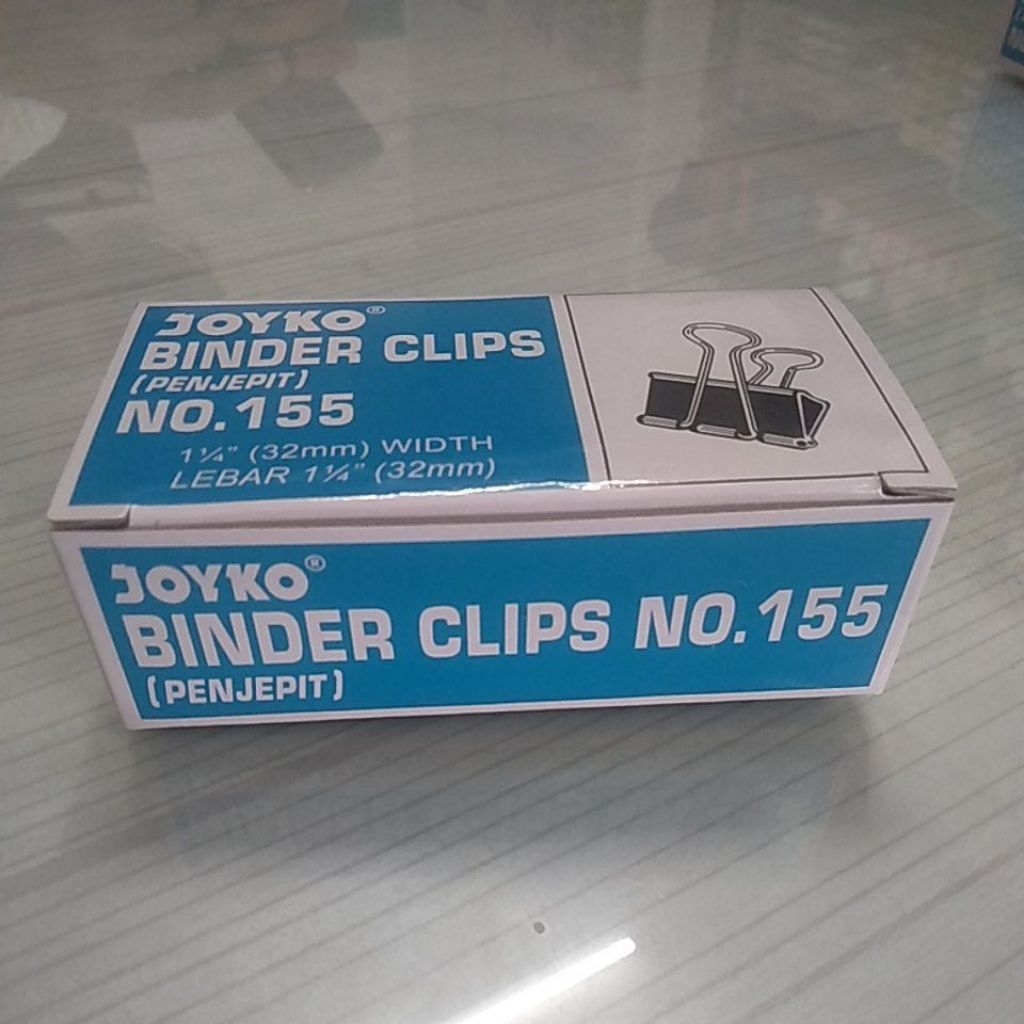 JOYKO®
BINDER CLIPS
(PENJEPIT)
NO.155
1¼" (32mm) WIDTH
LEBAR 1¼" (32mm)
JOYKO®
BINDER CLIPS NO.155
(PENJEPIT)